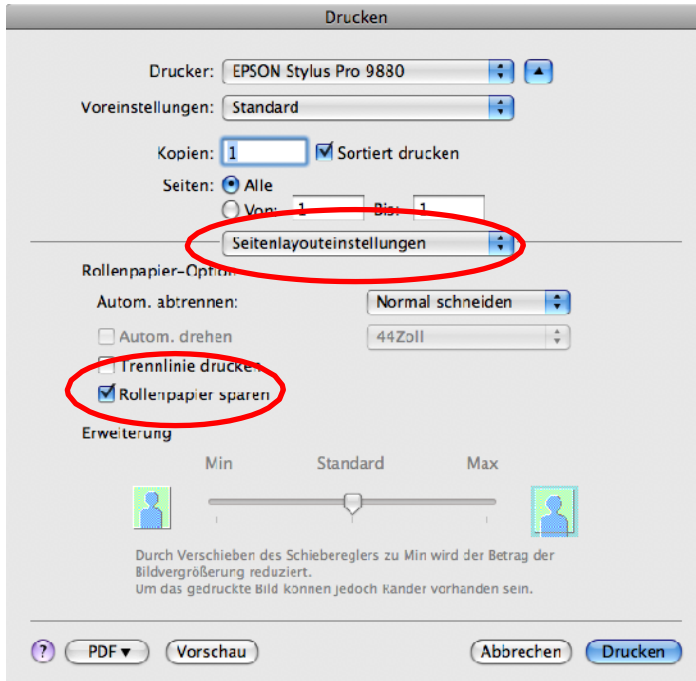 Drucken
Drucker: EPSON Stylus Pro 9880
Voreinstellungen: Standard
Kopien: 1 Sortiert drucken
Seiten: Alle
Von: 1 Bis: 1
Seitenlayouteinstellungen
Rollenpapier-Option
Autom. abtrennen: Normal schneiden
Autom. drehen 44Zoll
Trennlinie drucken
Rollenpapier sparen
Erweiterung
Min Standard Max
Durch Verschieben des Schiebereglers zu Min wird der Betrag der
Bildvergrößerung reduziert.
Um das gedruckte Bild können jedoch Ränder vorhanden sein.
? PDF ▾ Vorschau Abbrechen Drucken